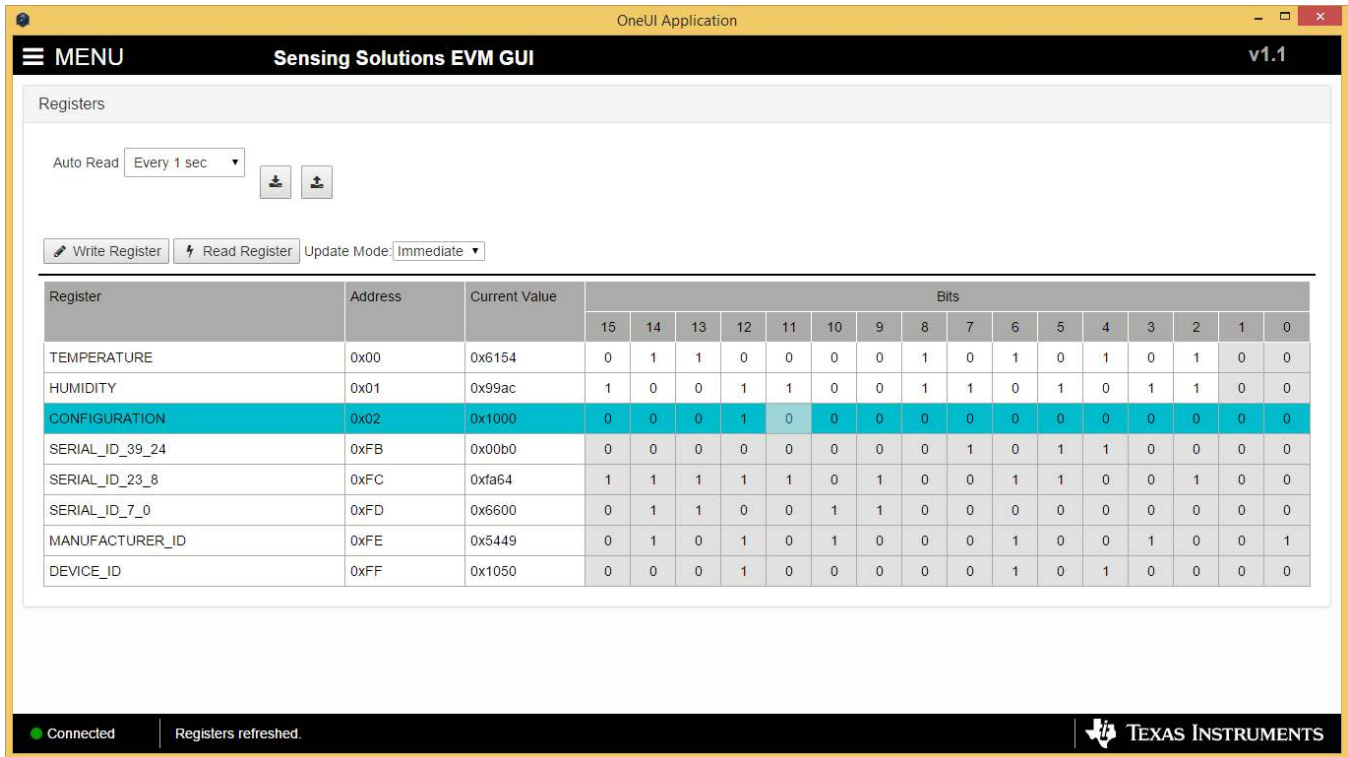 OneUI Application
MENU Sensing Solutions EVM GUI v1.1
Registers
Auto Read Every 1 sec
Write Register Read Register Update Mode: Immediate
Register Address Current Value Bits
15 14 13 12 11 10 9 8 7 6 5 4 3 2 1 0
TEMPERATURE 0x00 0x6154 0 1 1 0 0 0 0 1 0 1 0 1 0 1 0 0
HUMIDITY 0x01 0x99ac 1 0 0 1 1 0 0 1 1 0 1 0 1 1 0 0
CONFIGURATION 0x02 0x1000 0 0 0 1 0 0 0 0 0 0 0 0 0 0 0 0
SERIAL_ID_39_24 0xFB 0x00b0 0 0 0 0 0 0 0 0 1 0 1 1 0 0 0 0
SERIAL_ID_23_8 0xFC 0xfa64 1 1 1 1 1 0 1 0 0 1 1 0 0 1 0 0
SERIAL_ID_7_0 0xFD 0x6600 0 1 1 0 0 1 1 0 0 0 0 0 0 0 0 0
MANUFACTURER_ID 0xFE 0x5449 0 1 0 1 0 1 0 0 0 1 0 0 1 0 0 1
DEVICE_ID 0xFF 0x1050 0 0 0 1 0 0 0 0 0 1 0 1 0 0 0 0
Connected Registers refreshed. TEXAS INSTRUMENTS